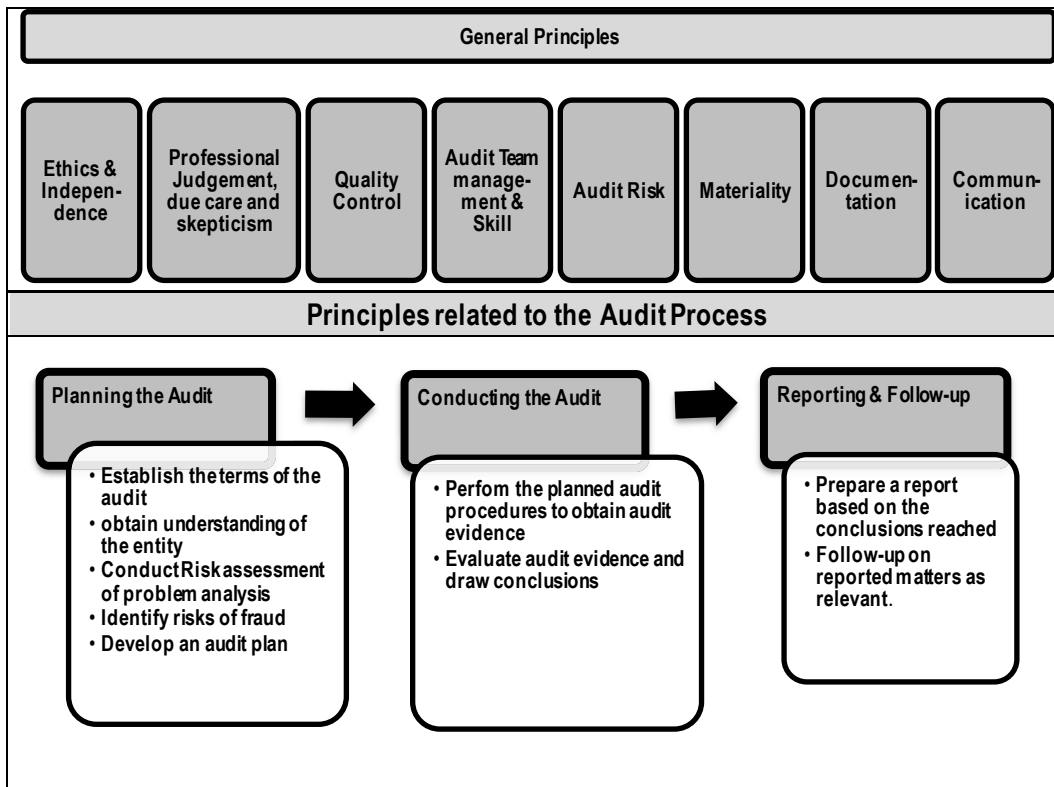 General Principles
Ethics &
Indepen-
dence
Professional
Judgement,
due care and
skepticism
Quality
Control
Audit Team
manage-
ment &
Skill
Audit Risk
Materiality
Documen-
tation
Commun-
ication
Principles related to the Audit Process
Planning the Audit
• Establish the terms of the
audit
• obtain understanding of
the entity
• Conduct Risk assessment
of problem analysis
• Identify risks of fraud
• Develop an audit plan
Conducting the Audit
• Perfom the planned audit
procedures to obtain audit
evidence
• Evaluate audit evidence and
draw conclusions
Reporting & Follow-up
• Prepare a report
based on the
conclusions reached
• Follow-up on
reported matters as
relevant.